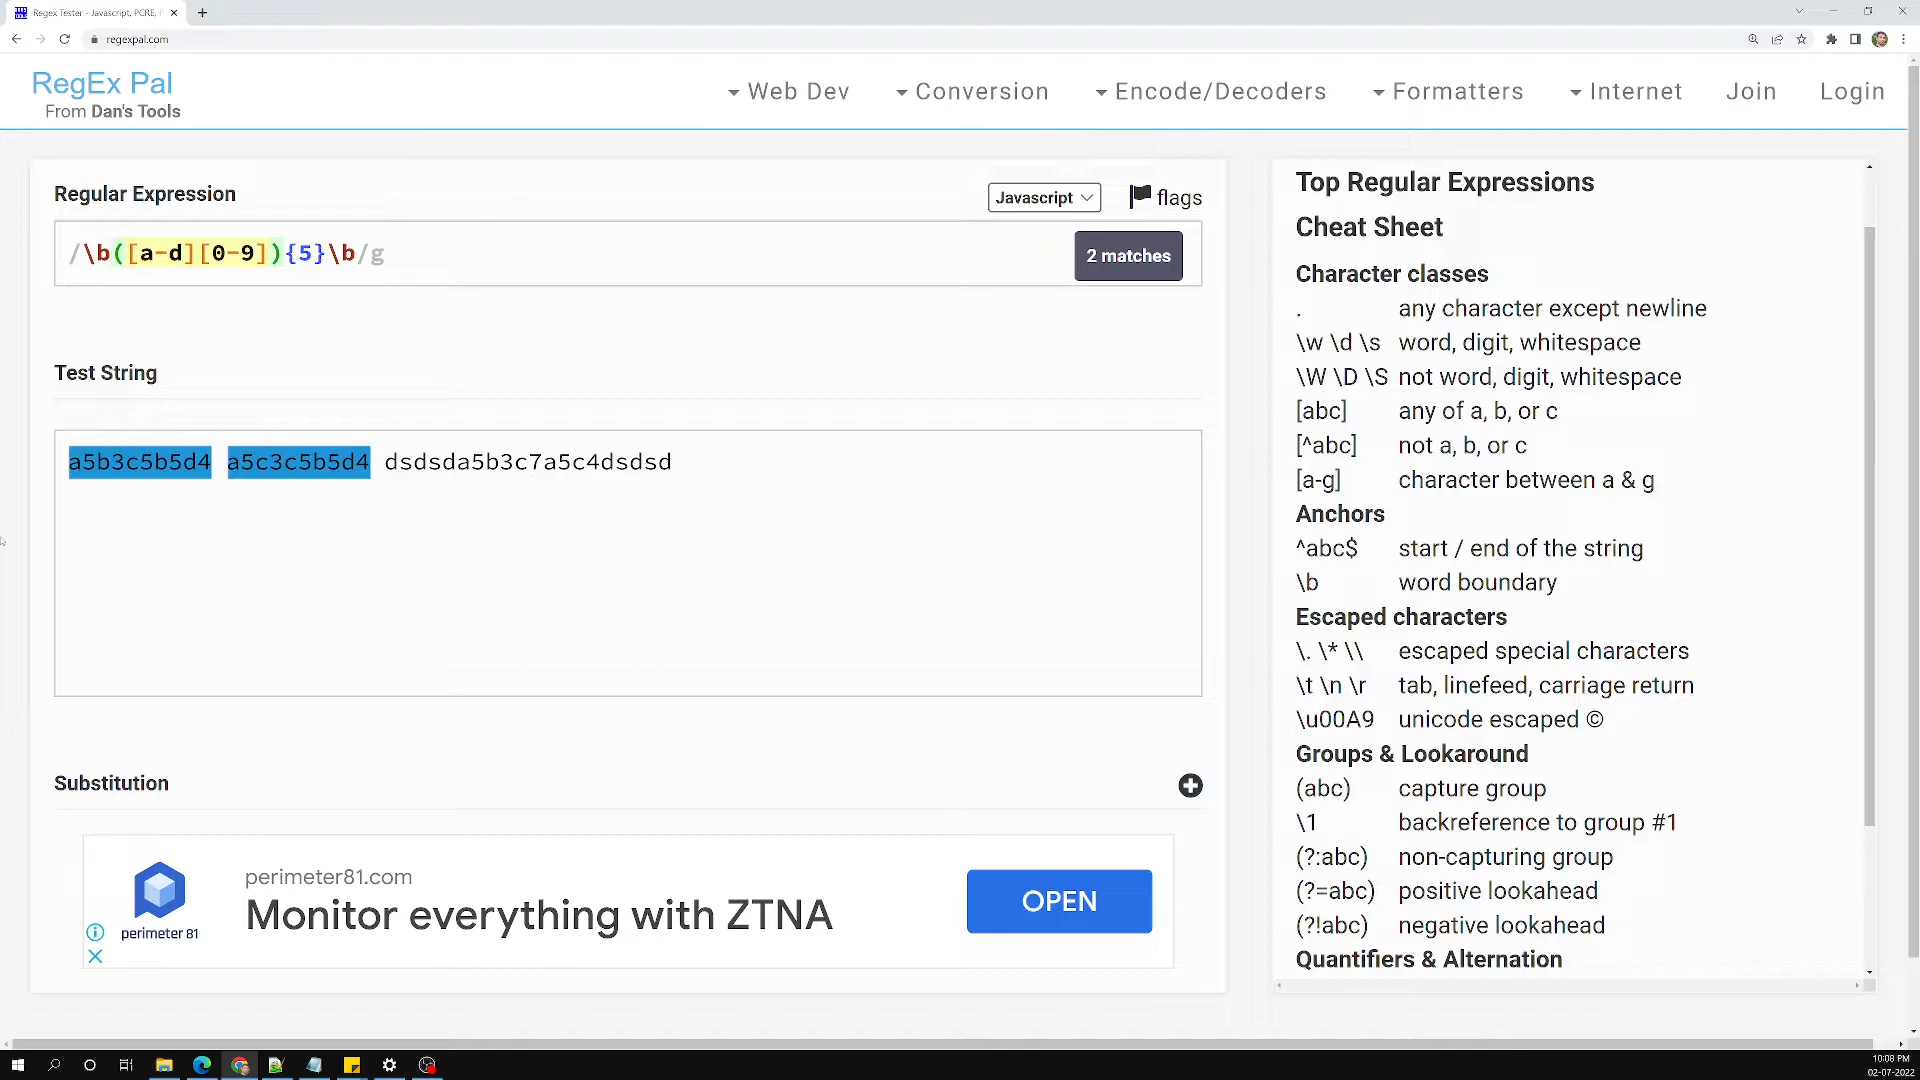 Regex Tester - Javascript, PCRE, P
regexpal.com
RegEx Pal
From Dan's Tools
Web Dev
Conversion
Encode/Decoders
Formatters
Internet
Join
Login
Regular Expression
Javascript
flags
/\b([a-d][0-9]){5}\b/g
2 matches
Test String
a5b3c5b5d4 a5c3c5b5d4 dsdsda5b3c7a5c4dsdsd
Substitution
perimeter 81
perimeter81.com
Monitor everything with ZTNA
OPEN
Top Regular Expressions
Cheat Sheet
Character classes
. any character except newline
\w \d \s word, digit, whitespace
\W \D \S not word, digit, whitespace
[abc] any of a, b, or c
[^abc] not a, b, or c
[a-g] character between a & g
Anchors
^abc$ start / end of the string
\b word boundary
Escaped characters
\. \* \\ escaped special characters
\t \n \r tab, linefeed, carriage return
\u00A9 unicode escaped ©
Groups & Lookaround
(abc) capture group
\1 backreference to group #1
(?:abc) non-capturing group
(?=abc) positive lookahead
(?!abc) negative lookahead
Quantifiers & Alternation
10:08 PM
02-07-2022